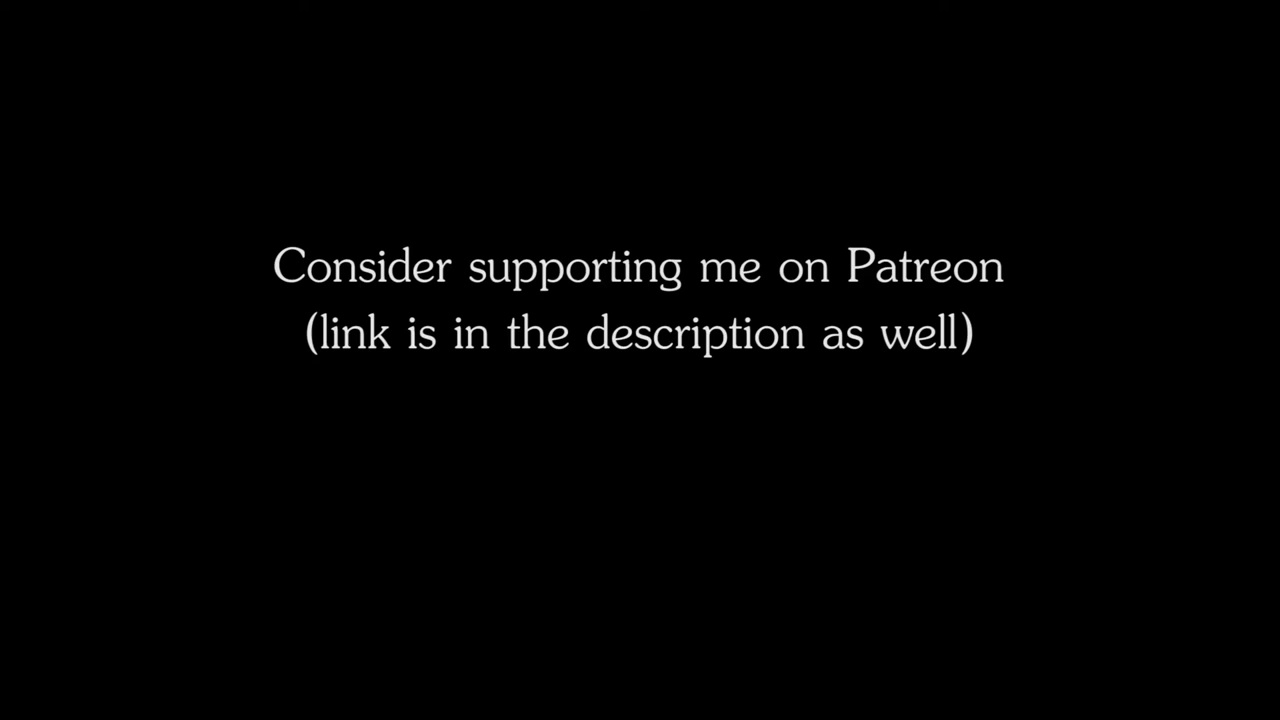 Consider supporting me on Patreon
(link is in the description as well)